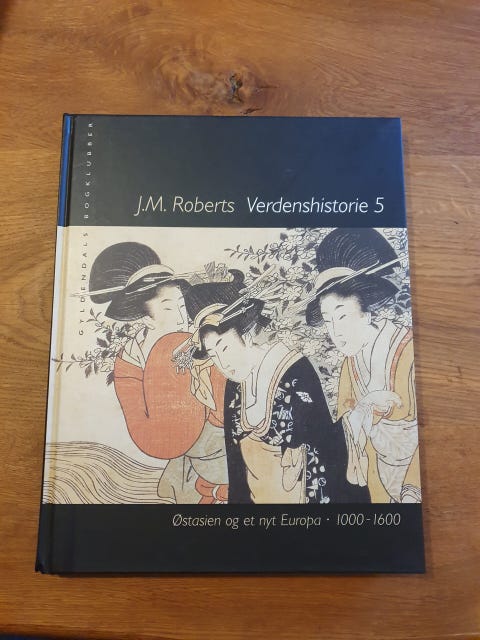 J.M. Roberts Verdenshistorie 5
GYLDENDALS BOGKLUBBER
Østasien og et nyt Europa · 1000-1600